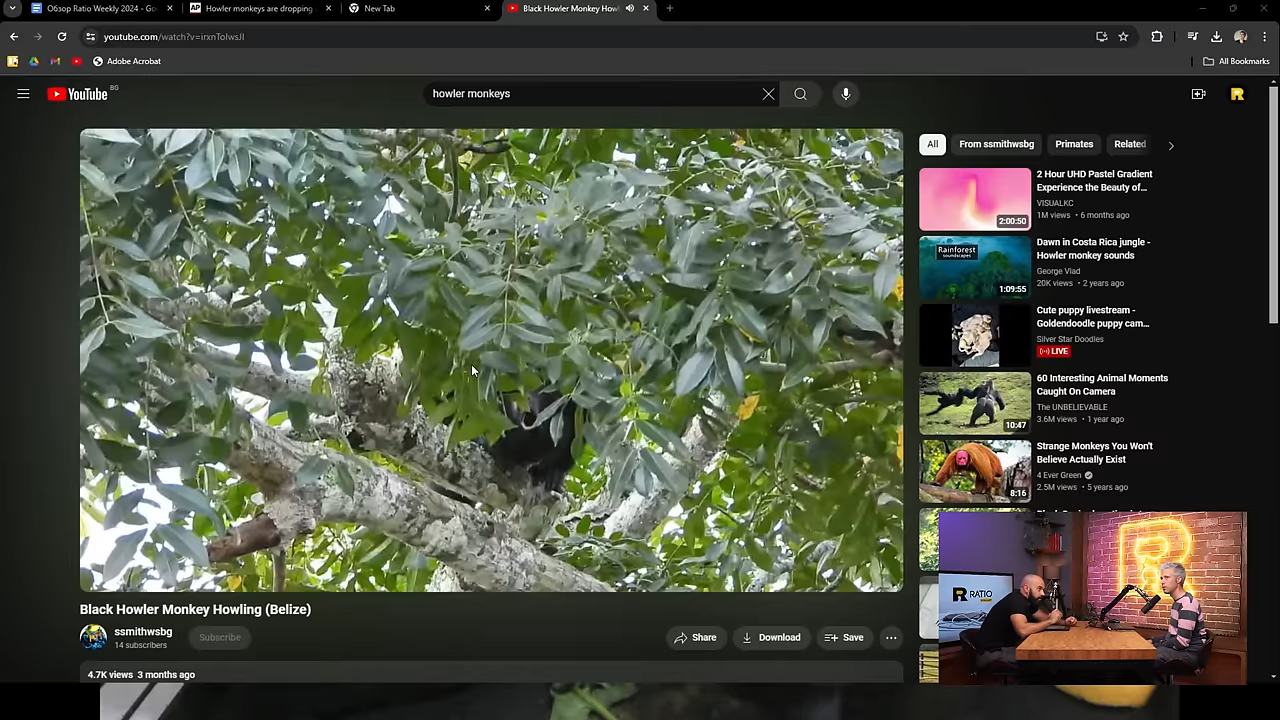 Обзор Ratio Weekly 2024 - Go
AP Howler monkeys are dropping
New Tab
Black Howler Monkey Howl
youtube.com/watch?v=irxnTolwsJI
Adobe Acrobat
All Bookmarks
YouTube BG
howler monkeys
R
All
From ssmithwsbg
Primates
Related
2 Hour UHD Pastel Gradient
Experience the Beauty of...
VISUALKC
1M views • 6 months ago
2:00:50
Rainforest
soundscapes
Dawn in Costa Rica jungle -
Howler monkey sounds
George Vlad
20K views • 2 years ago
1:09:55
Cute puppy livestream -
Goldendoodle puppy cam...
Silver Star Doodles
LIVE
60 Interesting Animal Moments
Caught On Camera
The UNBELIEVABLE
3.6M views • 1 year ago
10:47
Strange Monkeys You Won't
Believe Actually Exist
4 Ever Green
2.5M views • 5 years ago
8:16
R RATIO
R
Black Howler Monkey Howling (Belize)
ssmithwsbg
14 subscribers
Subscribe
Share
Download
Save
4.7K views 3 months ago